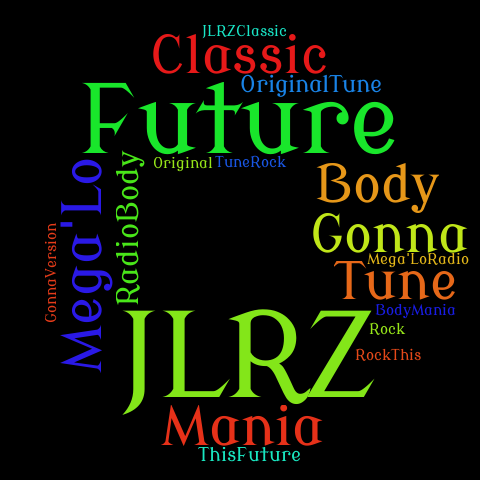 JLRZClassic
Classic
OriginalTune
Future
Original
TuneRock
RadioBody
Mega'Lo
GonnaVersion
Body
Gonna
Mega'LoRadio
Tune
BodyMania
JLRZ
Rock
RockThis
Mania
ThisFuture